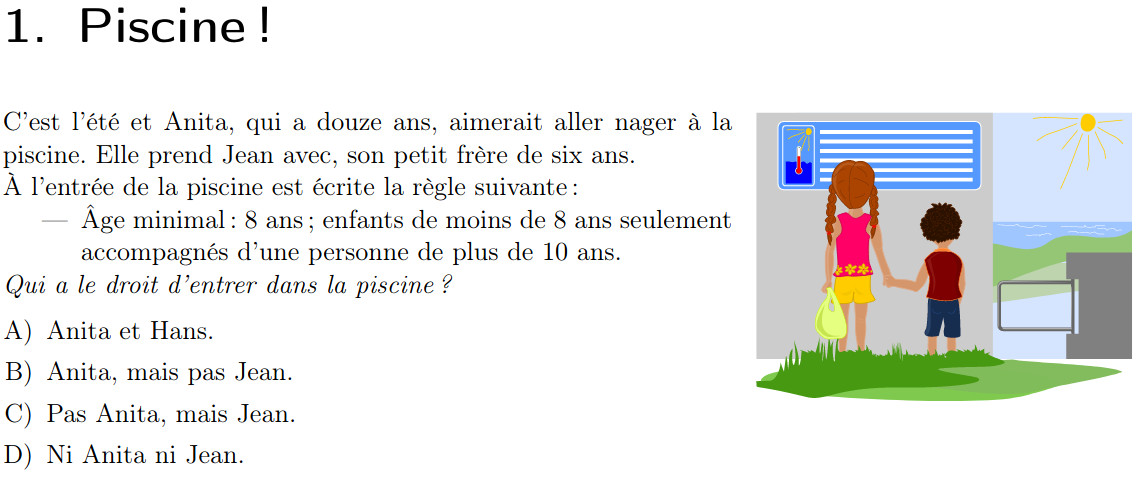 1. Piscine !
C'est l'été et Anita, qui a douze ans, aimerait aller nager à la
piscine. Elle prend Jean avec, son petit frère de six ans.
À l'entrée de la piscine est écrite la règle suivante :
— Âge minimal : 8 ans ; enfants de moins de 8 ans seulement
accompagnés d'une personne de plus de 10 ans.
Qui a le droit d'entrer dans la piscine ?
A) Anita et Hans.
B) Anita, mais pas Jean.
C) Pas Anita, mais Jean.
D) Ni Anita ni Jean.